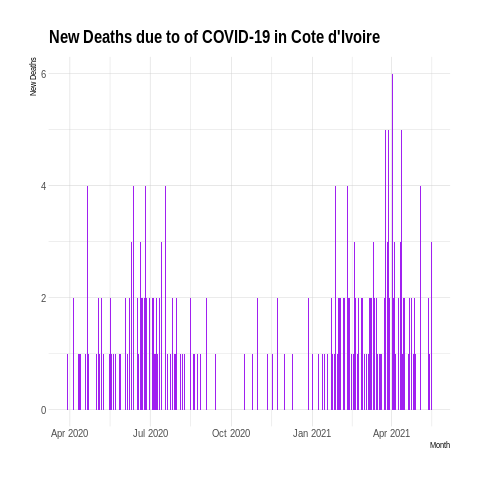 New Deaths due to of COVID-19 in Cote d'Ivoire
New Deaths
6
4
2
0
Apr 2020 Jul 2020 Oct 2020 Jan 2021 Apr 2021
Month